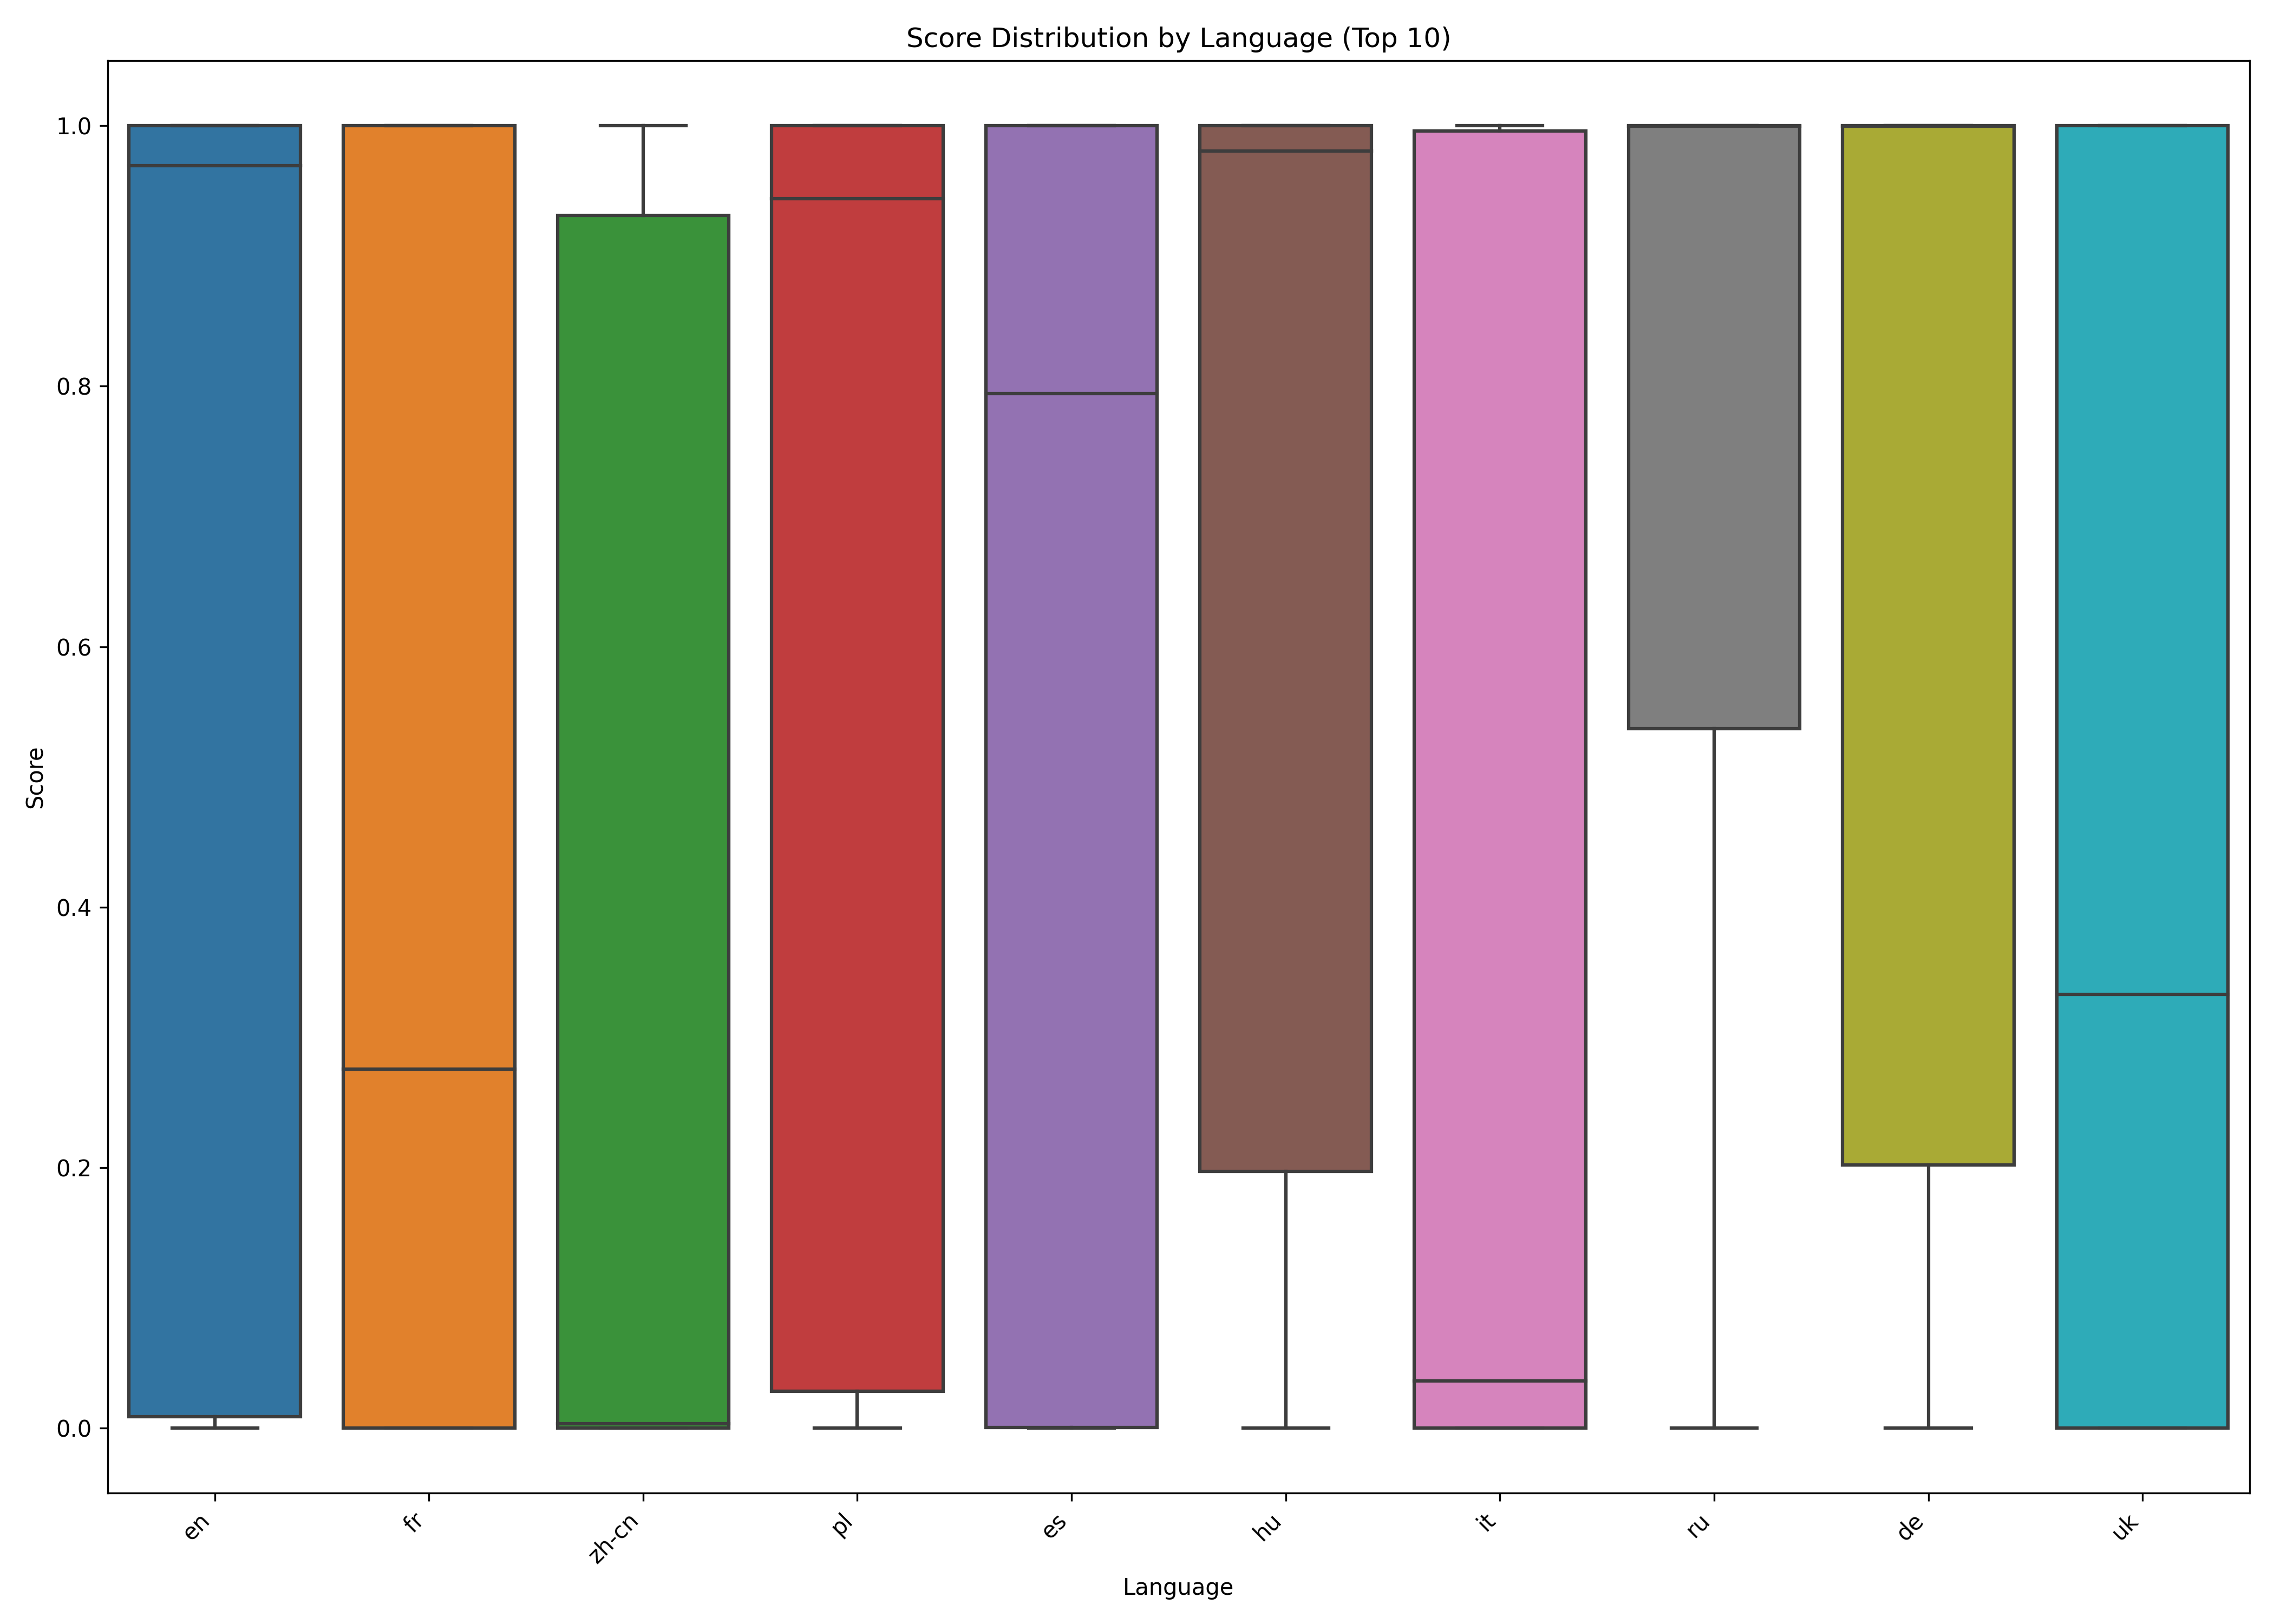 Score Distribution by Language (Top 10)
1.0
0.8
0.6
0.4
0.2
0.0
Score
en
fr
zh-cn
pl
es
hu
it
ru
de
uk
Language